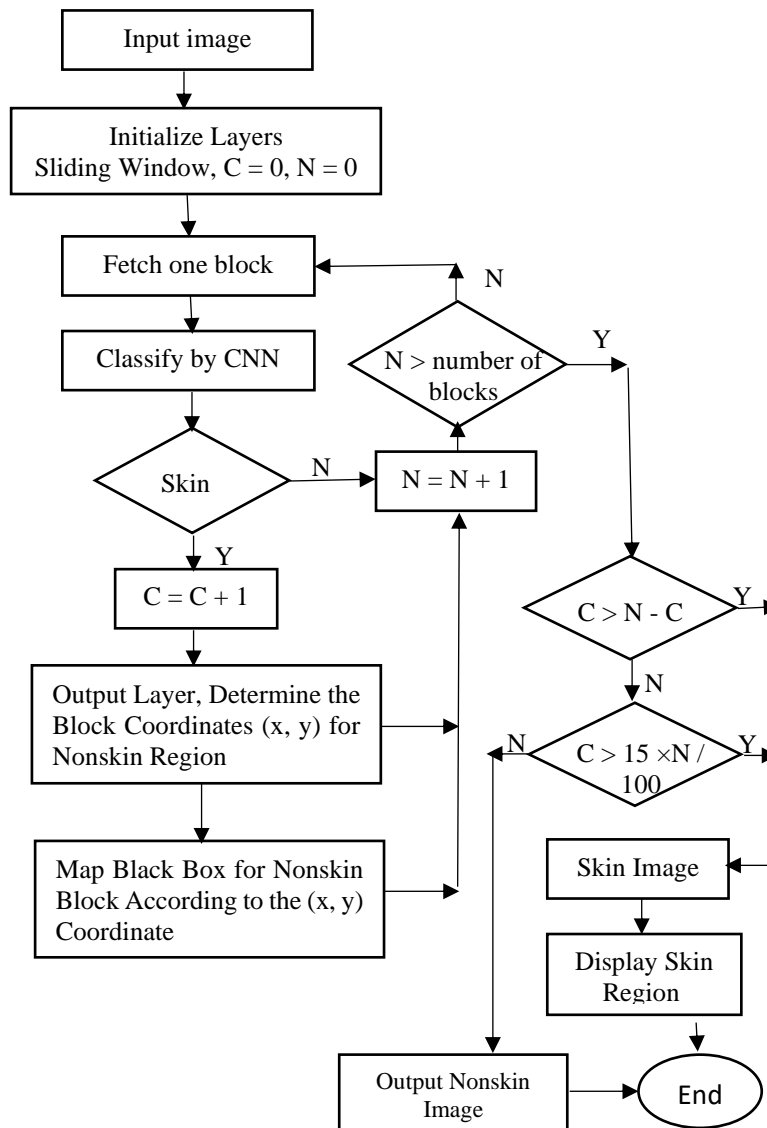 Input image
Initialize Layers
Sliding Window, C = 0, N = 0
Fetch one block
N
Classify by CNN
N > number of
blocks
Y
Skin
N
N = N + 1
Y
C = C + 1
C > N - C
Y
N
Output Layer, Determine the
Block Coordinates (x, y) for
Nonskin Region
N
C > 15 ×N /
100
Y
Map Black Box for Nonskin
Block According to the (x, y)
Coordinate
Skin Image
Display Skin
Region
Output Nonskin
Image
End